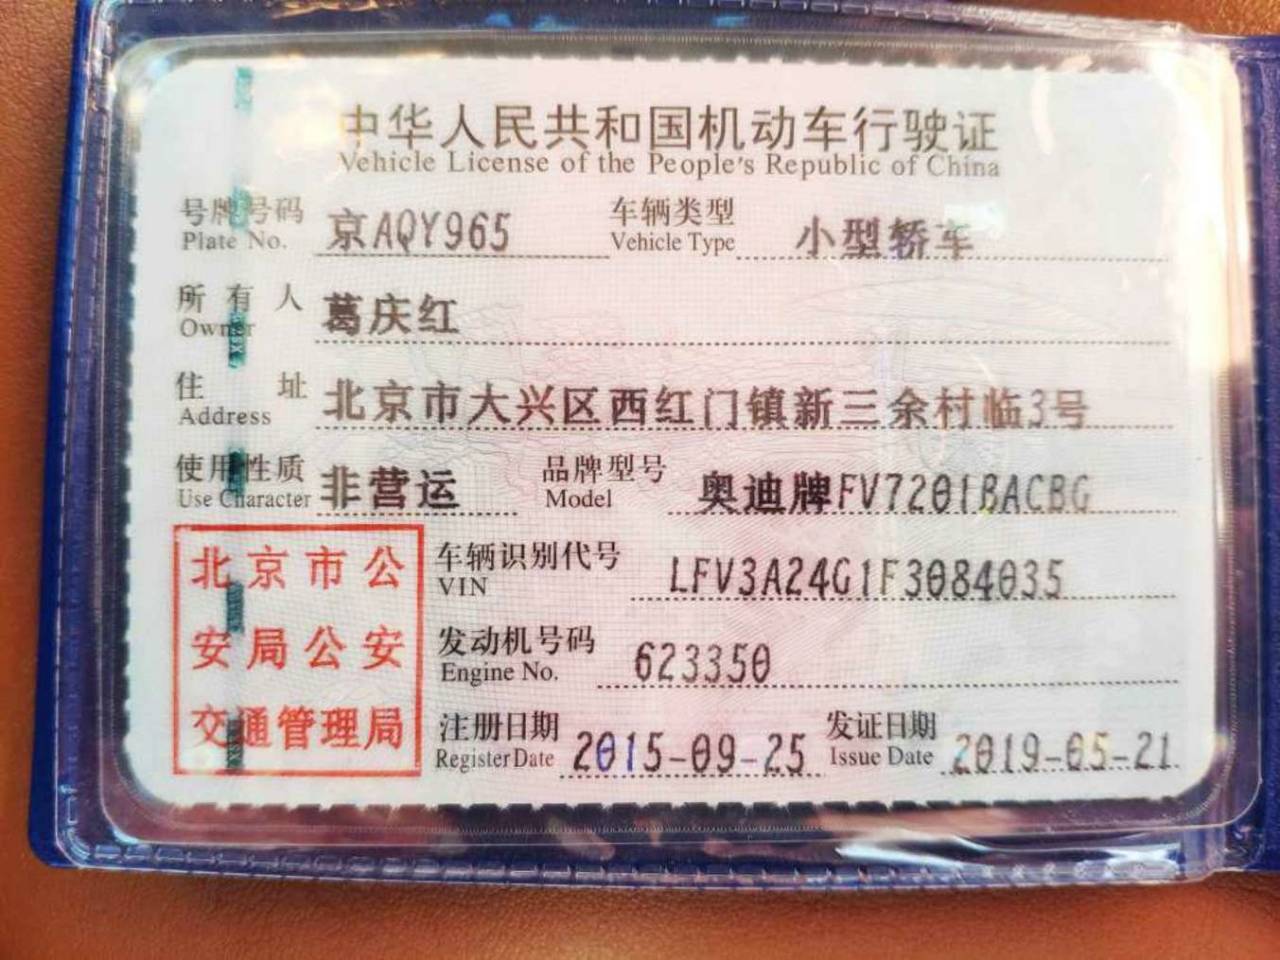 中华人民共和国机动车行驶证
Vehicle License of the People's Republic of China
号牌号码 京AQY965 车辆类型 小型轿车
Plate No. Vehicle Type
所有人 葛庆红
Owner
住址 北京市大兴区西红门镇新三余村临3号
Address
使用性质 非营运 品牌型号 奥迪牌FV7201BACBG
Use Character Model
北京市公
安局公安
交通管理局
车辆识别代号 LFV3A24G1F3084035
VIN
发动机号码 623350
Engine No.
注册日期 2015-09-25 发证日期 2019-05-21
Register Date Issue Date